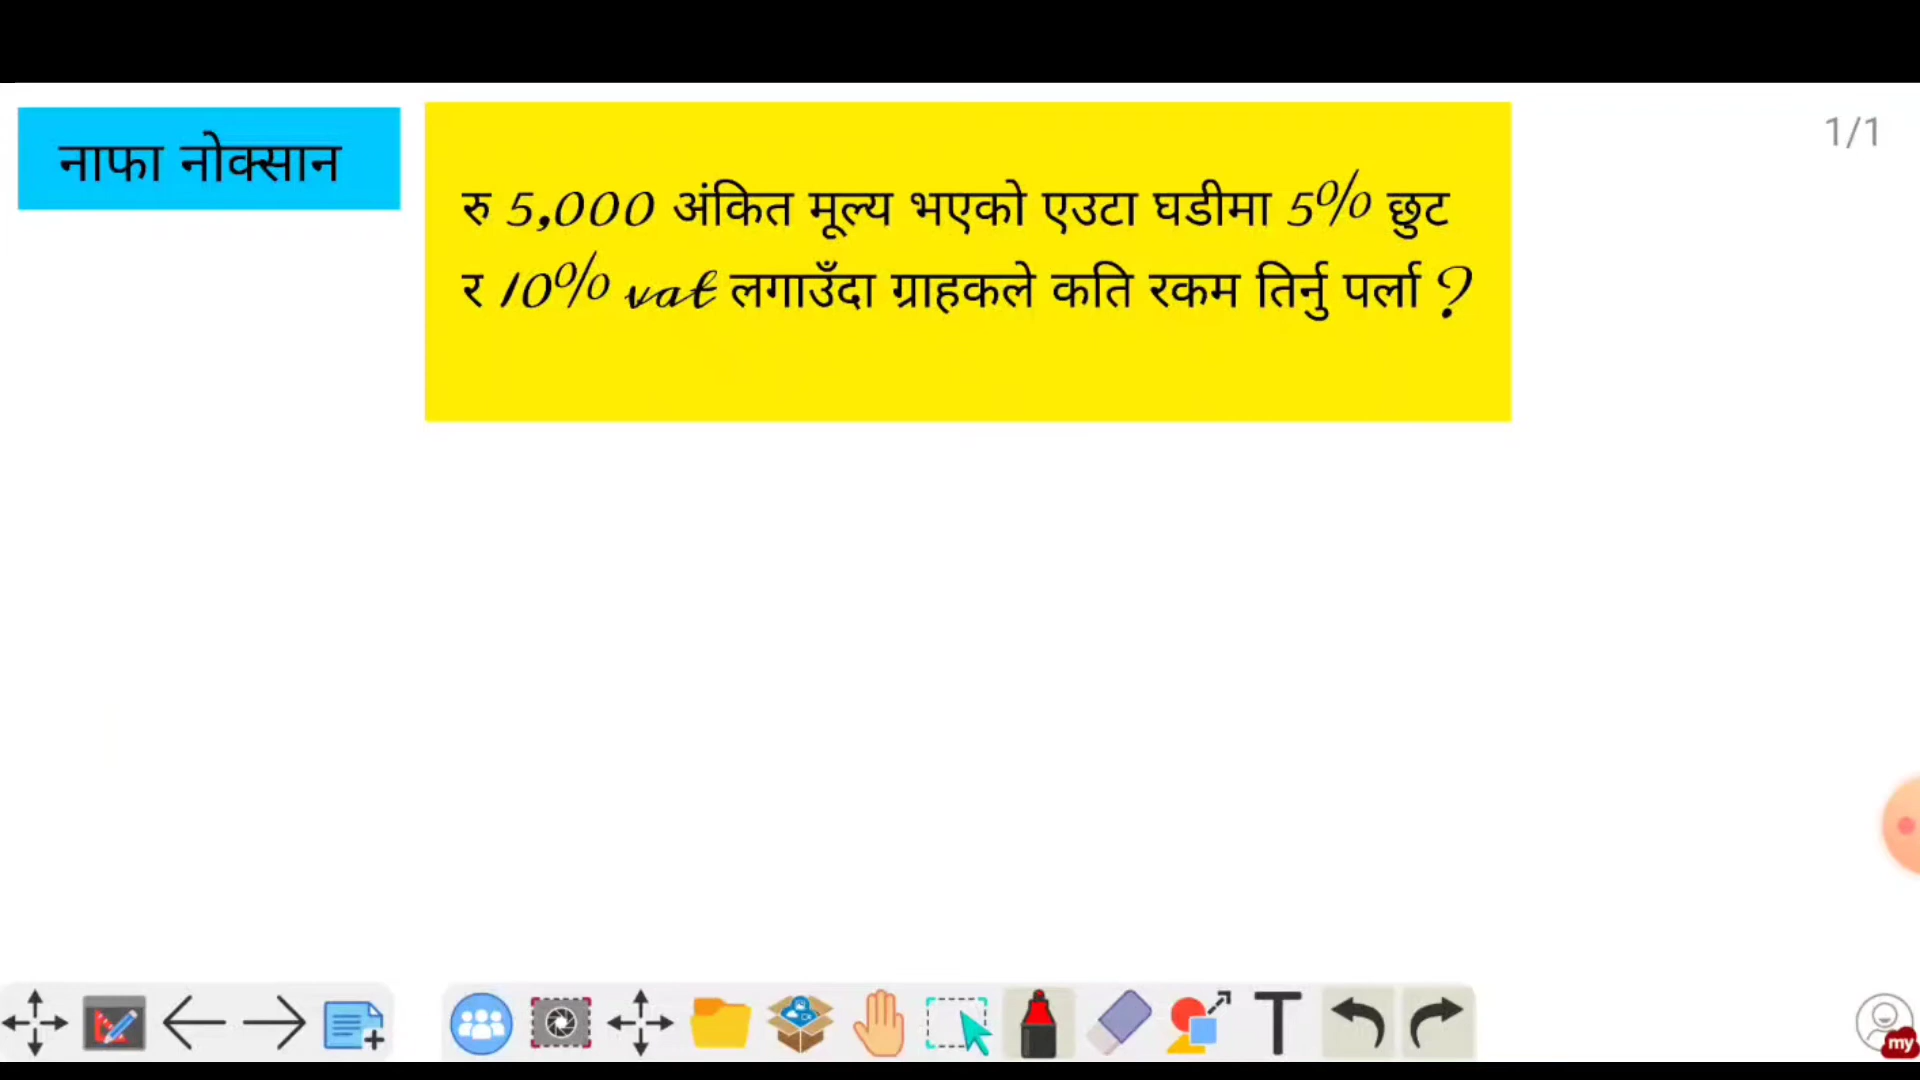 नाफा नोक्सान
रु 5,000 अंकित मूल्य भएको एउटा घडीमा 5% छुट
र 10% vat लगाउँदा ग्राहकले कति रकम तिर्नु पर्ला ?
1/1
T
my